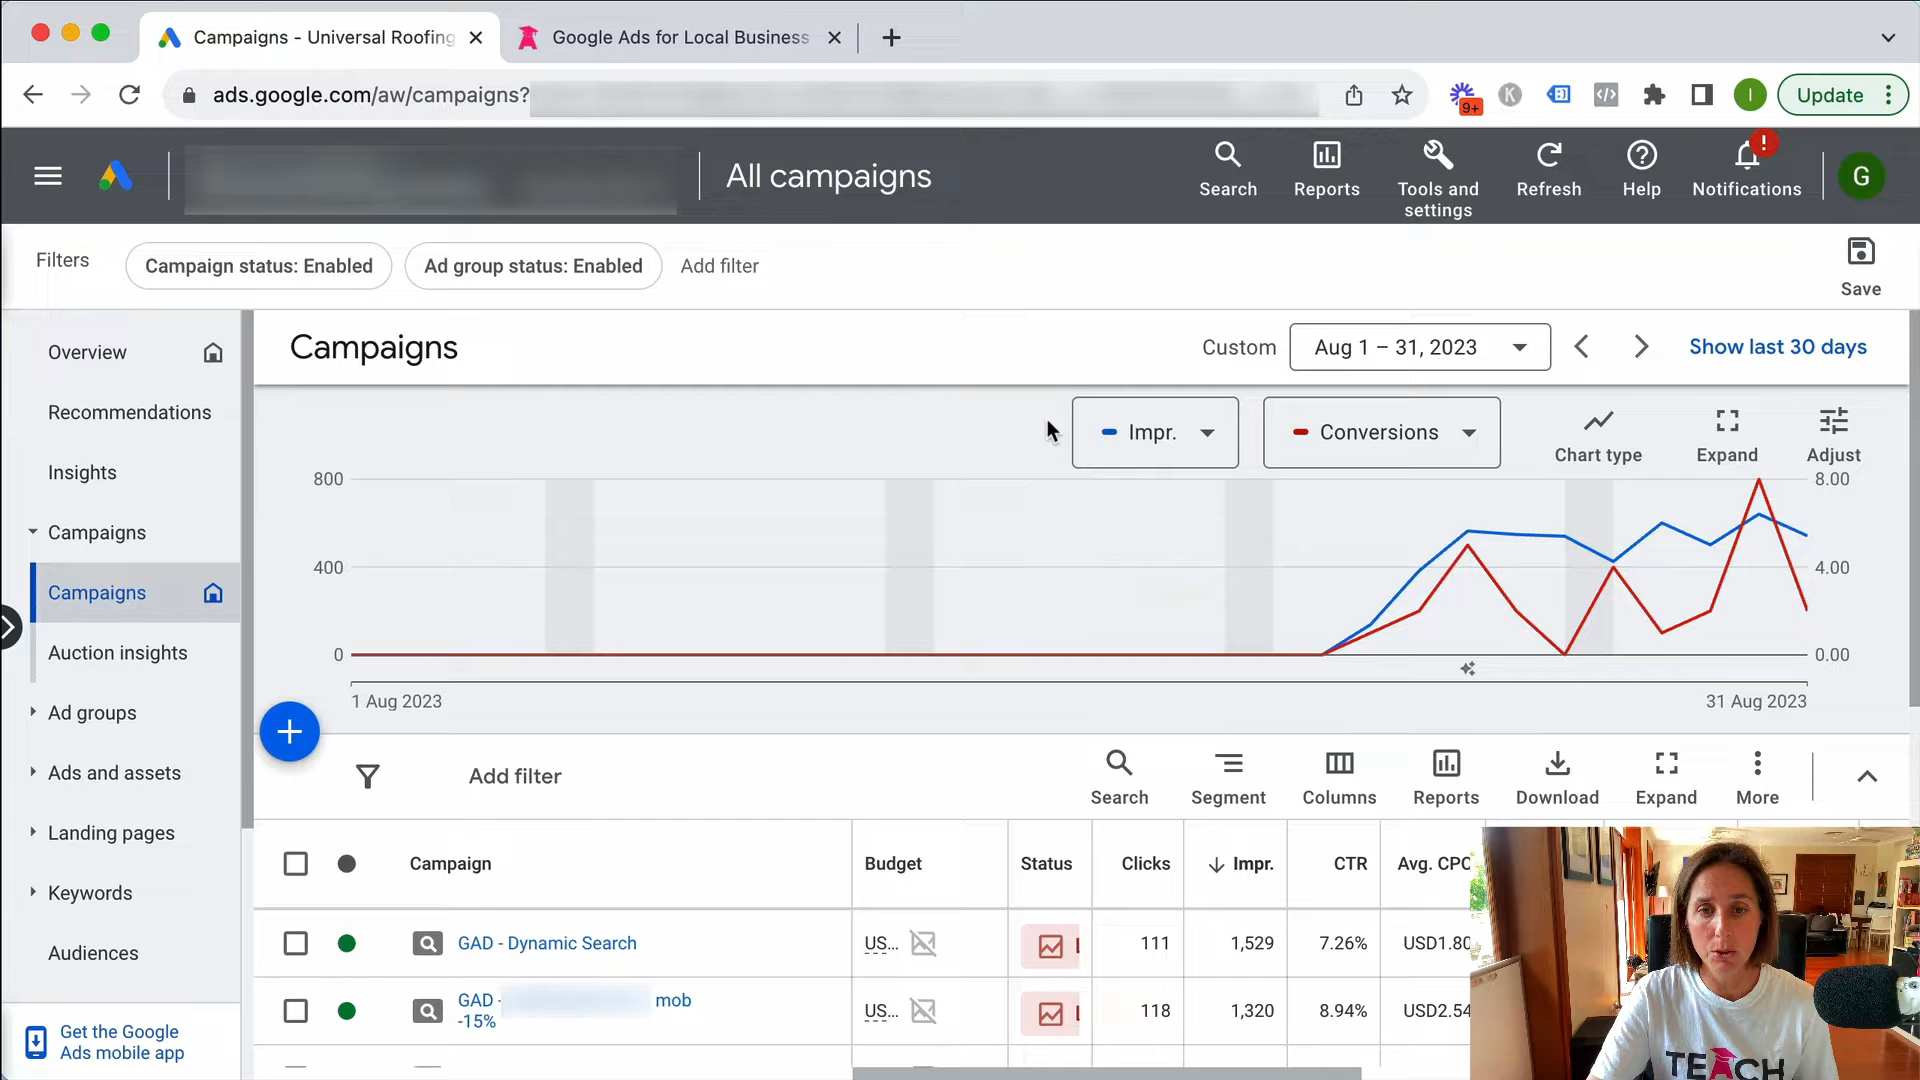 Campaigns - Universal Roofing
Google Ads for Local Business
ads.google.com/aw/campaigns?
9+
K
I
Update
All campaigns
Search
Reports
Tools and
settings
Refresh
Help
!
Notifications
G
Filters
Campaign status: Enabled
Ad group status: Enabled
Add filter
Save
Overview
Recommendations
Insights
Campaigns
Campaigns
Auction insights
Ad groups
Ads and assets
Landing pages
Keywords
Audiences
Get the Google
Ads mobile app
Campaigns
Custom
Aug 1 – 31, 2023
Show last 30 days
Impr.
Conversions
Chart type
Expand
Adjust
800
8.00
400
4.00
0
0.00
1 Aug 2023
31 Aug 2023
Add filter
Search
Segment
Columns
Reports
Download
Expand
More
Campaign
Budget
Status
Clicks
Impr.
CTR
Avg. CPC
GAD - Dynamic Search
US...
111
1,529
7.26%
USD1.80
GAD - mob
-15%
US...
118
1,320
8.94%
USD2.54
TEACH